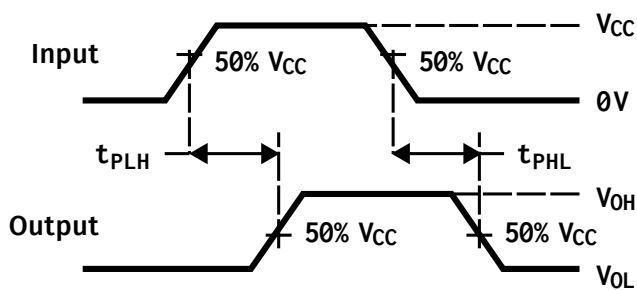 VCC
Input
50% VCC
50% VCC
0V
tPLH
tPHL
VOH
Output
50% VCC
50% VCC
VOL